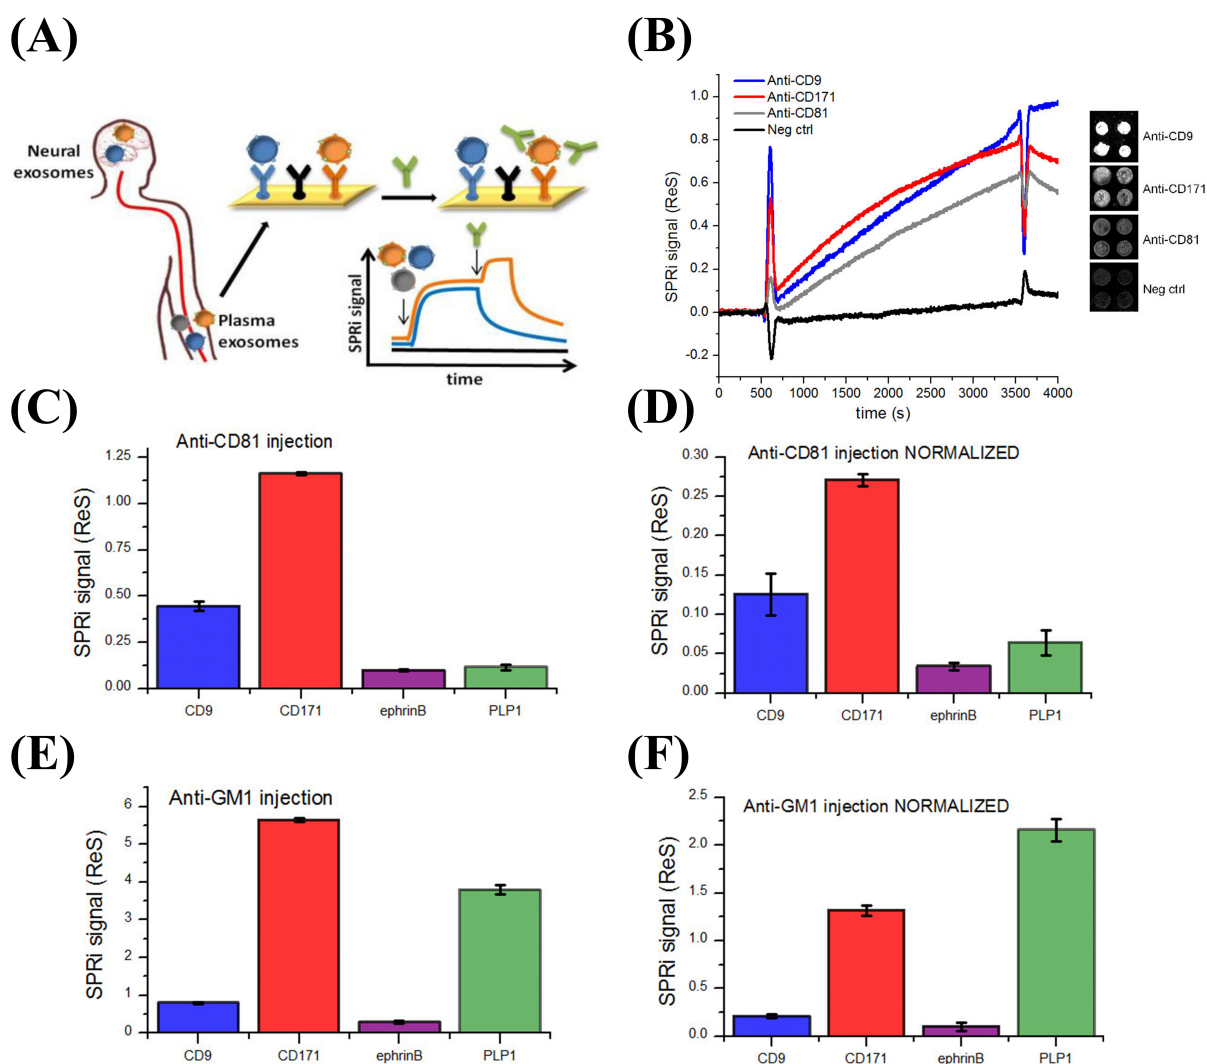 (A)
Neural
exosomes
Plasma
exosomes
SPRi signal
time
(B)
Anti-CD9
Anti-CD171
Anti-CD81
Neg ctrl
SPRi signal (ReS)
1.0
0.8
0.6
0.4
0.2
0.0
-0.2
0 500 1000 1500 2000 2500 3000 3500 4000
time (s)
Anti-CD9
Anti-CD171
Anti-CD81
Neg ctrl
(C)
Anti-CD81 injection
SPRi signal (ReS)
1.25
1.00
0.75
0.50
0.25
0.00
CD9 CD171 ephrinB PLP1
(D)
Anti-CD81 injection NORMALIZED
SPRi signal (ReS)
0.30
0.25
0.20
0.15
0.10
0.05
0.00
CD9 CD171 ephrinB PLP1
(E)
Anti-GM1 injection
SPRi signal (ReS)
6
5
4
3
2
1
0
CD9 CD171 ephrinB PLP1
(F)
Anti-GM1 injection NORMALIZED
SPRi signal (ReS)
2.5
2.0
1.5
1.0
0.5
0.0
CD9 CD171 ephrinB PLP1